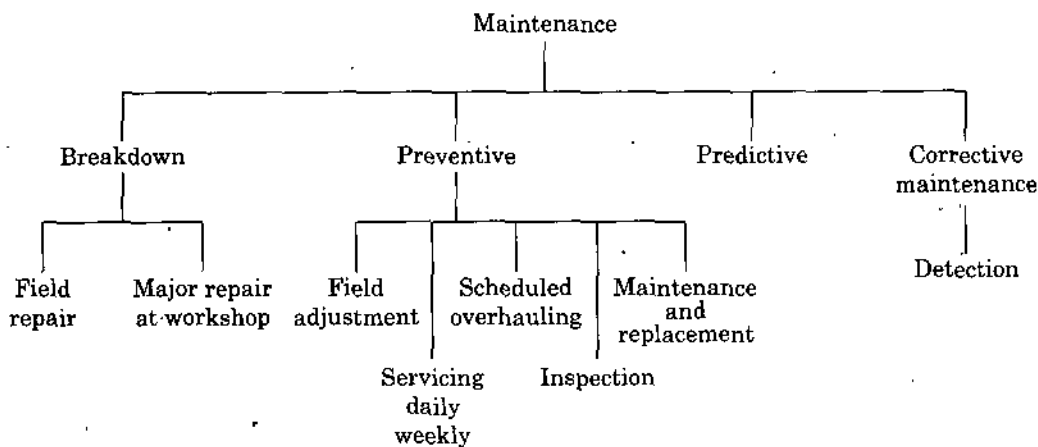 Maintenance
Breakdown
Preventive
Predictive
Corrective
maintenance
Field
repair
Major repair
at workshop
Field
adjustment
Servicing
daily
weekly
Scheduled
overhauling
Inspection
Maintenance
and
replacement
Detection